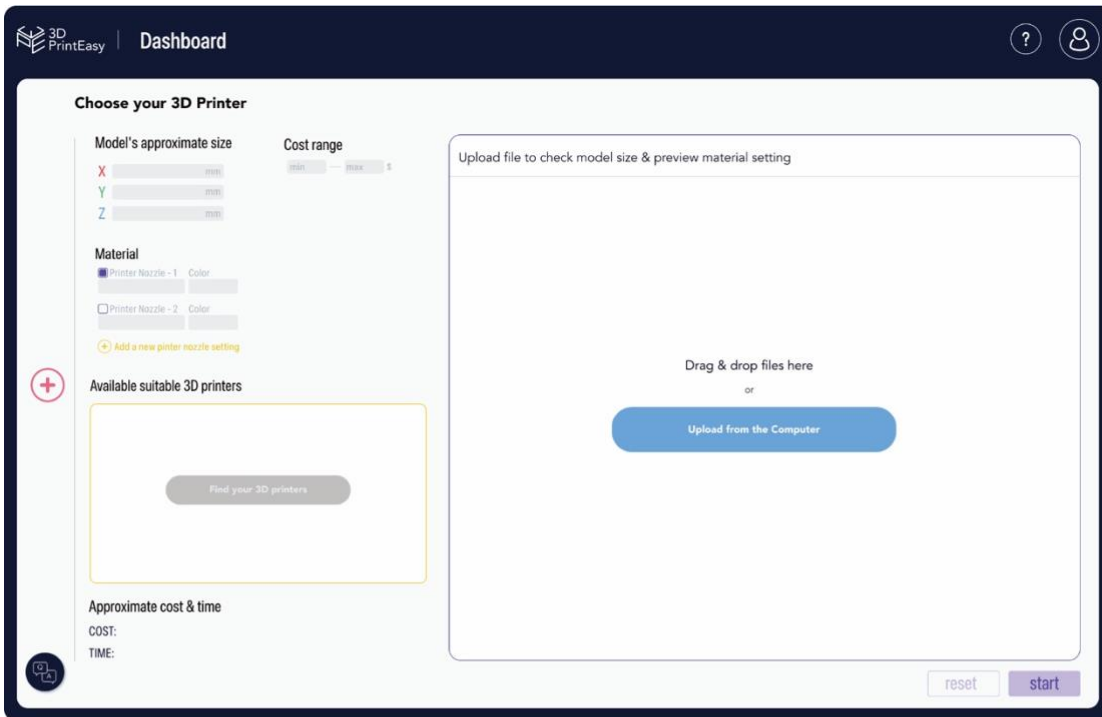 3D
PrintEasy
Dashboard
?
Choose your 3D Printer
Model's approximate size
X mm
Y mm
Z mm
Cost range
min — max $
Material
Printer Nozzle - 1 Color
Printer Nozzle - 2 Color
+ Add a new pinter nozzle setting
+
Available suitable 3D printers
Find your 3D printers
Approximate cost & time
COST:
TIME:
Q
A
Upload file to check model size & preview material setting
Drag & drop files here
or
Upload from the Computer
reset
start